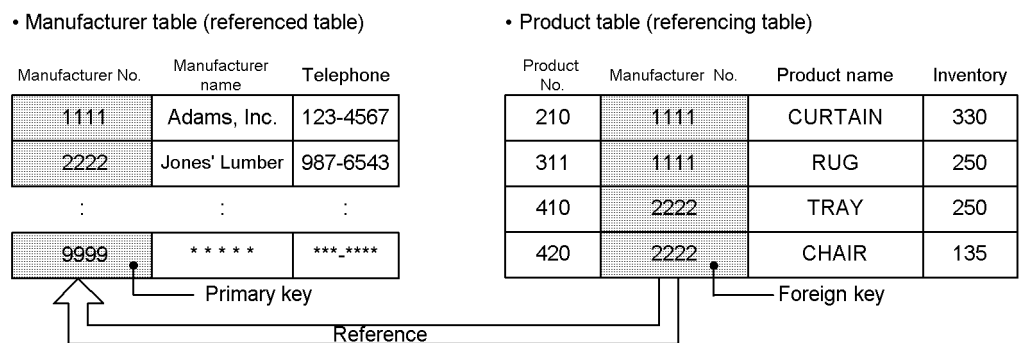 • Manufacturer table (referenced table)
Manufacturer No. Manufacturer name Telephone
1111 Adams, Inc. 123-4567
2222 Jones' Lumber 987-6543
: : :
9999 * * * * * ***-****
Primary key
• Product table (referencing table)
Product No. Manufacturer No. Product name Inventory
210 1111 CURTAIN 330
311 1111 RUG 250
410 2222 TRAY 250
420 2222 CHAIR 135
Foreign key
Reference